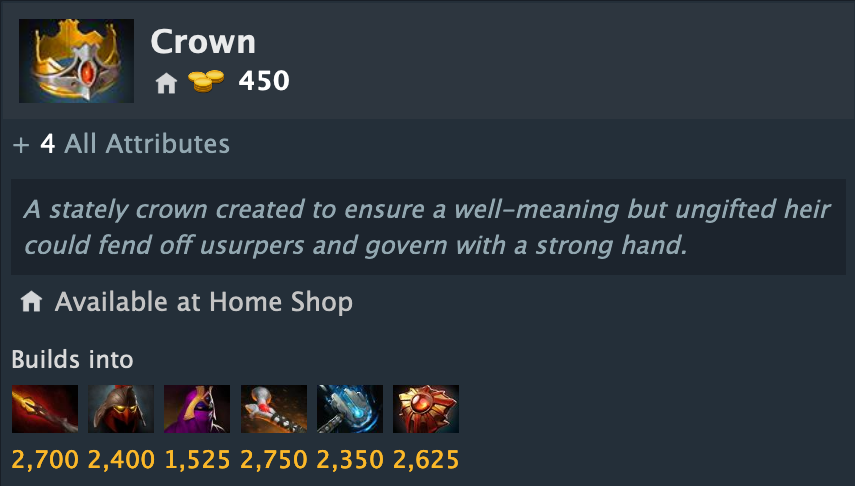 Crown
450
+ 4 All Attributes
A stately crown created to ensure a well-meaning but ungifted heir
could fend off usurpers and govern with a strong hand.
Available at Home Shop
Builds into
2,700 2,400 1,525 2,750 2,350 2,625